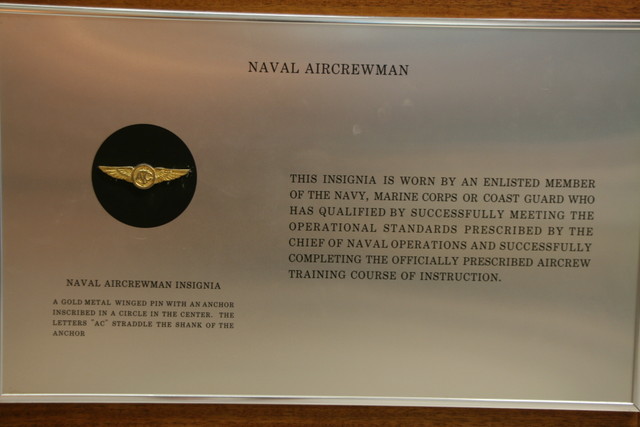 NAVAL AIRCREWMAN
AC
THIS INSIGNIA IS WORN BY AN ENLISTED MEMBER
OF THE NAVY, MARINE CORPS OR COAST GUARD WHO
HAS QUALIFIED BY SUCCESSFULLY MEETING THE
OPERATIONAL STANDARDS PRESCRIBED BY THE
CHIEF OF NAVAL OPERATIONS AND SUCCESSFULLY
COMPLETING THE OFFICIALLY PRESCRIBED AIRCREW
TRAINING COURSE OF INSTRUCTION.
NAVAL AIRCREWMAN INSIGNIA
A GOLD METAL WINGED PIN WITH AN ANCHOR
INSCRIBED IN A CIRCLE IN THE CENTER. THE
LETTERS "AC" STRADDLE THE SHANK OF THE
ANCHOR